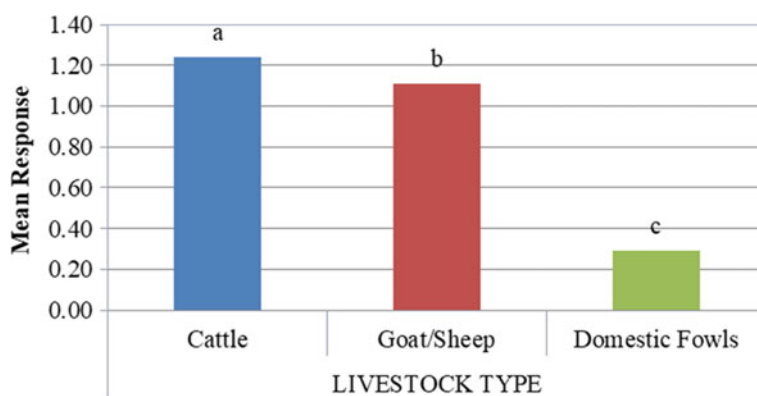 1.40
1.20
1.00
0.80
0.60
0.40
0.20
0.00
Mean Response
a
b
c
Cattle Goat/Sheep Domestic Fowls
LIVESTOCK TYPE